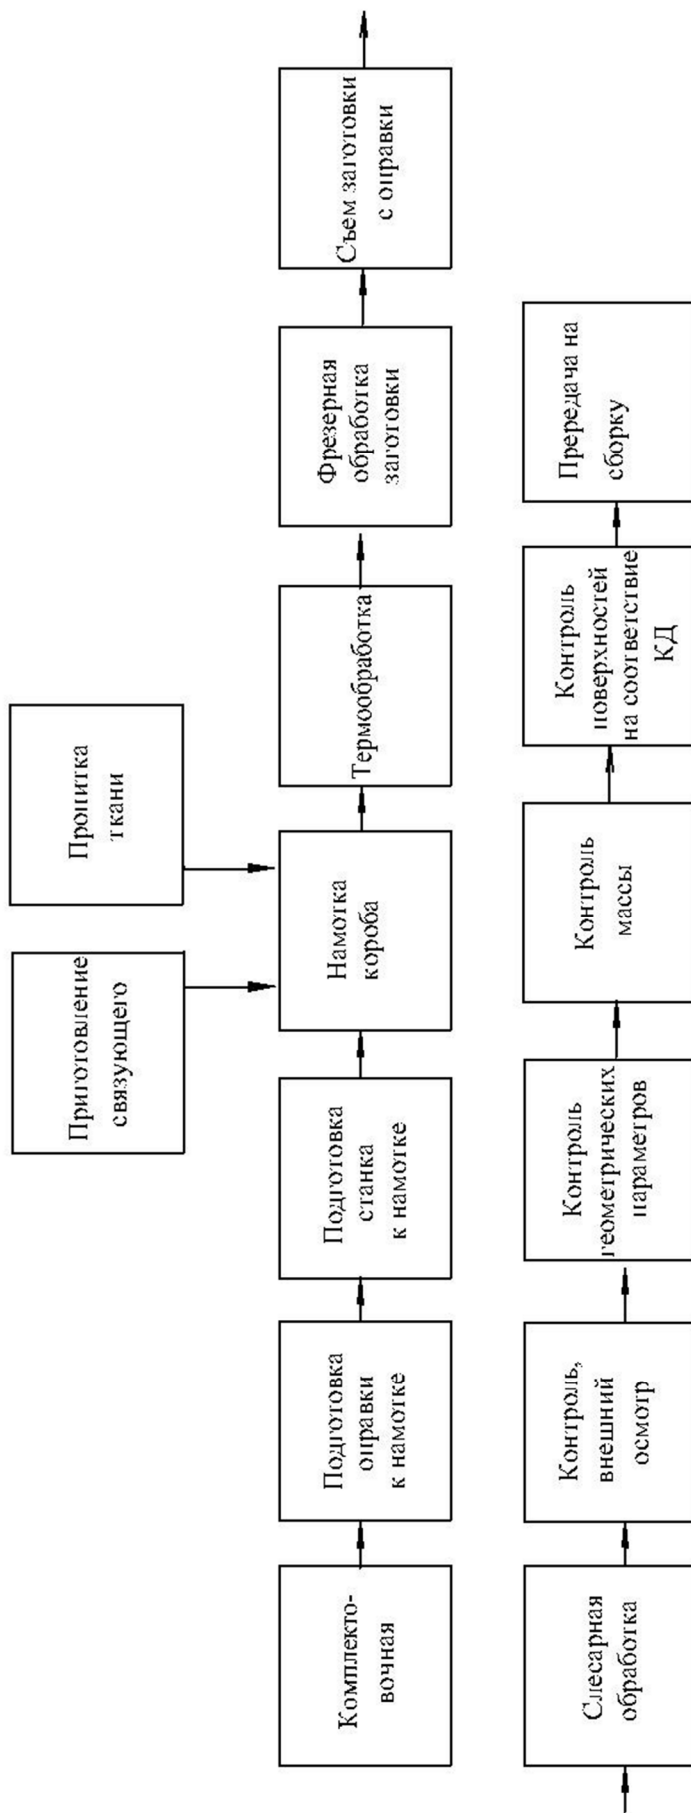 Приготовление
связующего
Пропитка
ткани
Комплекто-
вочная
Подготовка
оправки
к намотке
Подготовка
станка
к намотке
Намотка
короба
Термообработка
Фрезерная
обработка
заготовки
Съем заготовки
с оправки
Слесарная
обработка
Контроль,
внешний
осмотр
Контроль
геометрических
параметров
Контроль
массы
Контроль
поверхностей
на соответствие
КД
Пререdача на
сборку